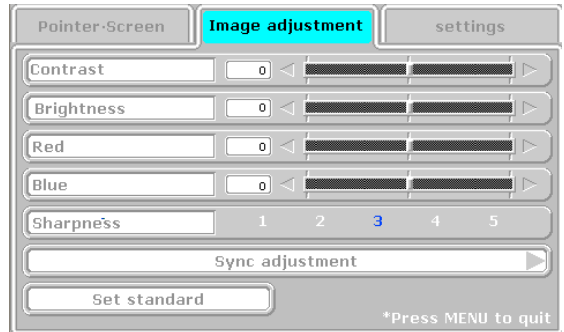 Pointer·Screen Image adjustment settings
Contrast 0
Brightness 0
Red 0
Blue 0
Sharpness 1 2 3 4 5
Sync adjustment
Set standard
*Press MENU to quit